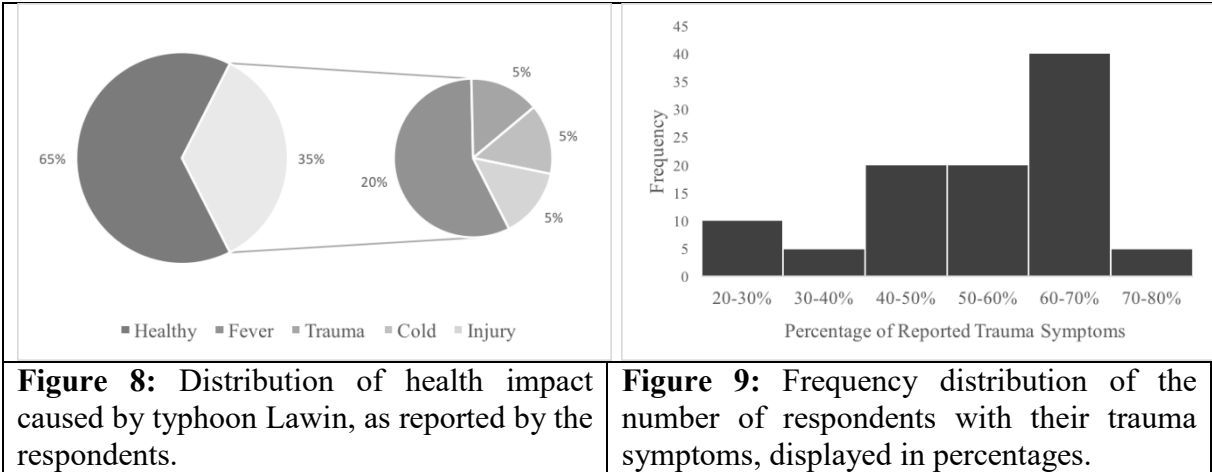 65%
35%
20%
5%
5%
5%
Healthy Fever Trauma Cold Injury
45
40
35
30
25
20
15
10
5
0
Frequency
20-30% 30-40% 40-50% 50-60% 60-70% 70-80%
Percentage of Reported Trauma Symptoms
Figure 8: Distribution of health impact
caused by typhoon Lawin, as reported by the
respondents.
Figure 9: Frequency distribution of the
number of respondents with their trauma
symptoms, displayed in percentages.